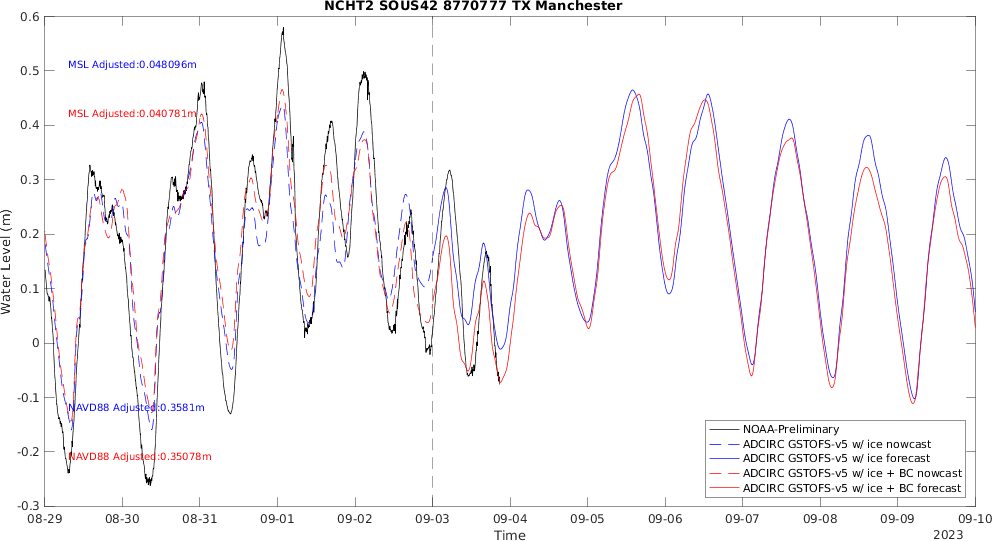 NCHT2 SOUS42 8770777 TX Manchester
Water Level (m)
0.6
0.5
0.4
0.3
0.2
0.1
0
-0.1
-0.2
-0.3
MSL Adjusted:0.048096m
MSL Adjusted:0.040781m
NAVD88 Adjusted:0.3581m
NAVD88 Adjusted:0.35078m
NOAA-Preliminary
ADCIRC GSTOFS-v5 w/ ice nowcast
ADCIRC GSTOFS-v5 w/ ice forecast
ADCIRC GSTOFS-v5 w/ ice + BC nowcast
ADCIRC GSTOFS-v5 w/ ice + BC forecast
08-29 08-30 08-31 09-01 09-02 09-03 09-04 09-05 09-06 09-07 09-08 09-09 09-10
Time
2023